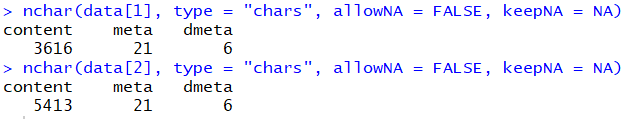 > nchar(data[1], type = "chars", allowNA = FALSE, keepNA = NA)
content    meta   dmeta
   3616      21       6
> nchar(data[2], type = "chars", allowNA = FALSE, keepNA = NA)
content    meta   dmeta
   5413      21       6